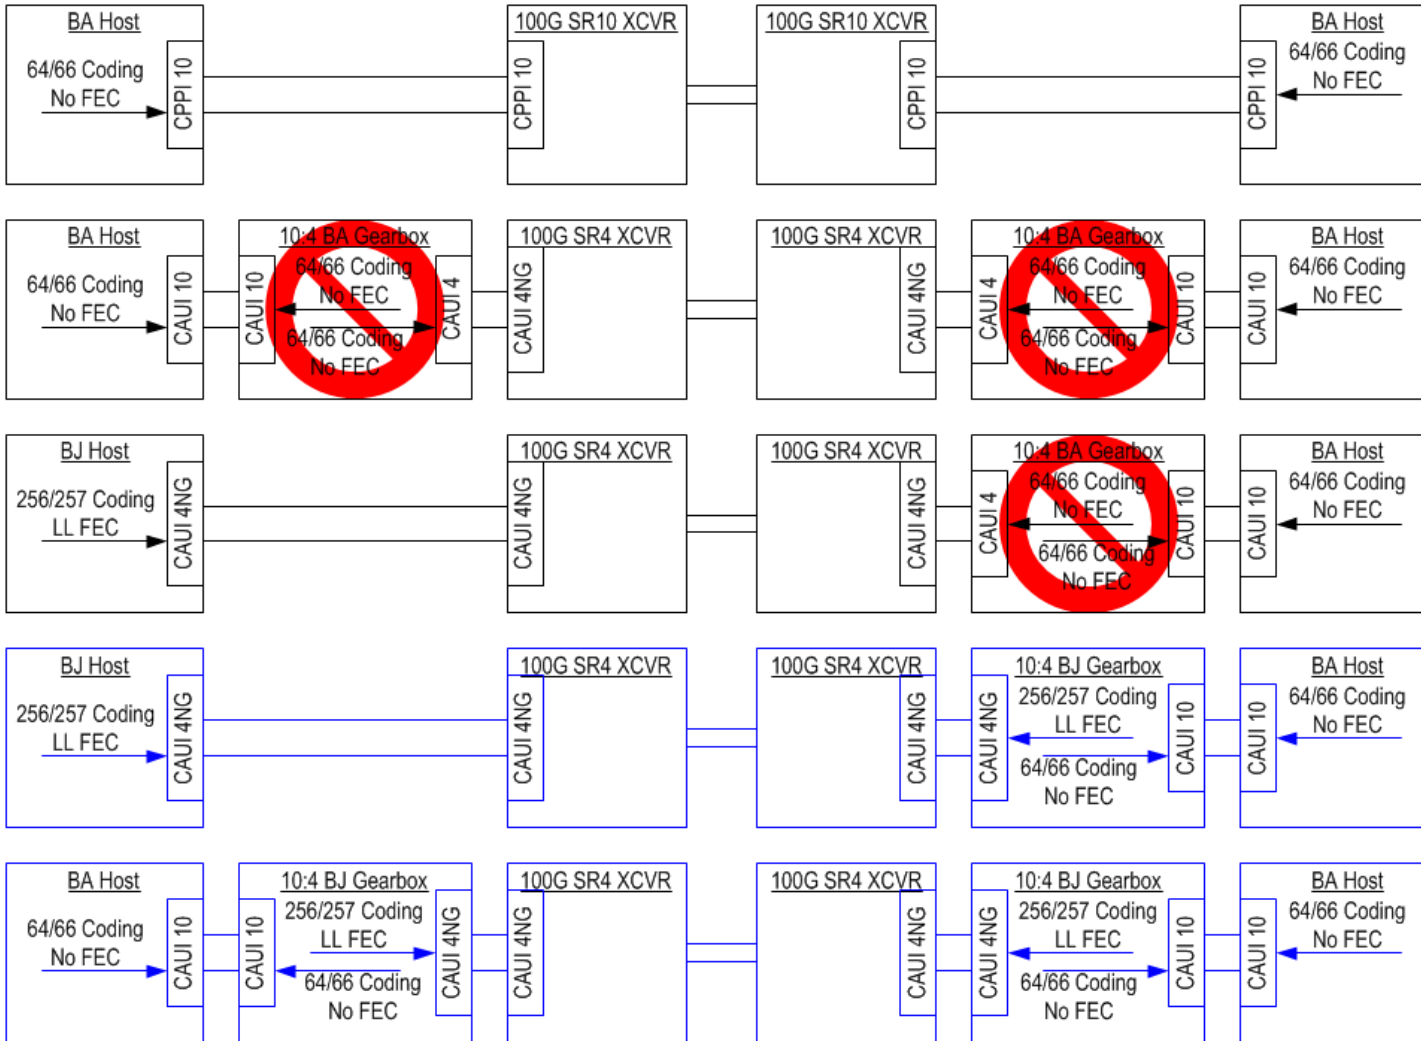 BA Host
64/66 Coding
No FEC
CPPI 10
100G SR10 XCVR
CPPI 10
100G SR10 XCVR
CPPI 10
BA Host
CPPI 10
64/66 Coding
No FEC
BA Host
64/66 Coding
No FEC
CAUI 10
10:4 BA Gearbox
CAUI 10
64/66 Coding
No FEC
64/66 Coding
No FEC
CAUI 4
100G SR4 XCVR
CAUI 4NG
100G SR4 XCVR
CAUI 4NG
10:4 BA Gearbox
CAUI 4
64/66 Coding
No FEC
64/66 Coding
No FEC
CAUI 10
BA Host
CAUI 10
64/66 Coding
No FEC
BJ Host
256/257 Coding
LL FEC
CAUI 4NG
100G SR4 XCVR
CAUI 4NG
100G SR4 XCVR
CAUI 4NG
10:4 BA Gearbox
CAUI 4
64/66 Coding
No FEC
64/66 Coding
No FEC
CAUI 10
BA Host
CAUI 10
64/66 Coding
No FEC
BJ Host
256/257 Coding
LL FEC
CAUI 4NG
100G SR4 XCVR
CAUI 4NG
100G SR4 XCVR
CAUI 4NG
10:4 BJ Gearbox
CAUI 4NG
256/257 Coding
LL FEC
64/66 Coding
No FEC
CAUI 10
BA Host
CAUI 10
64/66 Coding
No FEC
BA Host
64/66 Coding
No FEC
CAUI 10
10:4 BJ Gearbox
CAUI 10
256/257 Coding
LL FEC
64/66 Coding
No FEC
CAUI 4NG
100G SR4 XCVR
CAUI 4NG
100G SR4 XCVR
CAUI 4NG
10:4 BJ Gearbox
CAUI 4NG
256/257 Coding
LL FEC
64/66 Coding
No FEC
CAUI 10
BA Host
CAUI 10
64/66 Coding
No FEC